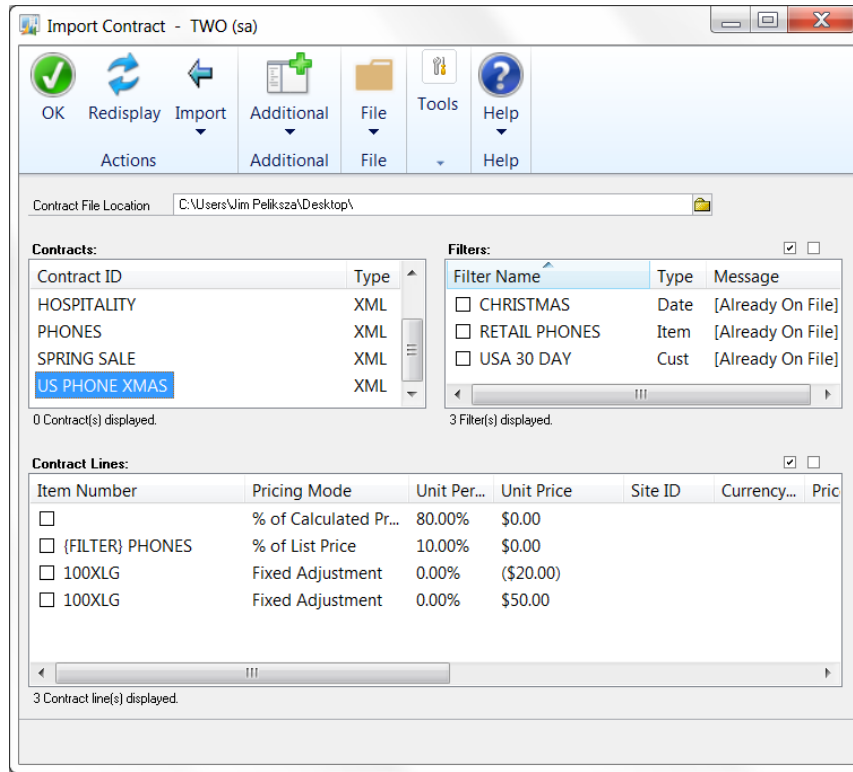 Import Contract - TWO (sa)
OK Redisplay Import Additional File Tools Help
Actions Additional File Help
Contract File Location C:\Users\Jim Peliksza\Desktop\
Contracts: Filters:
Contract ID Type Filter Name Type Message
HOSPITALITY XML CHRISTMAS Date [Already On File]
PHONES XML RETAIL PHONES Item [Already On File]
SPRING SALE XML USA 30 DAY Cust [Already On File]
US PHONE XMAS XML
0 Contract(s) displayed. 3 Filter(s) displayed.
Contract Lines:
Item Number Pricing Mode Unit Per... Unit Price Site ID Currency... Pric
% of Calculated Pr... 80.00% $0.00
{FILTER} PHONES % of List Price 10.00% $0.00
100XLG Fixed Adjustment 0.00% ($20.00)
100XLG Fixed Adjustment 0.00% $50.00
3 Contract line(s) displayed.